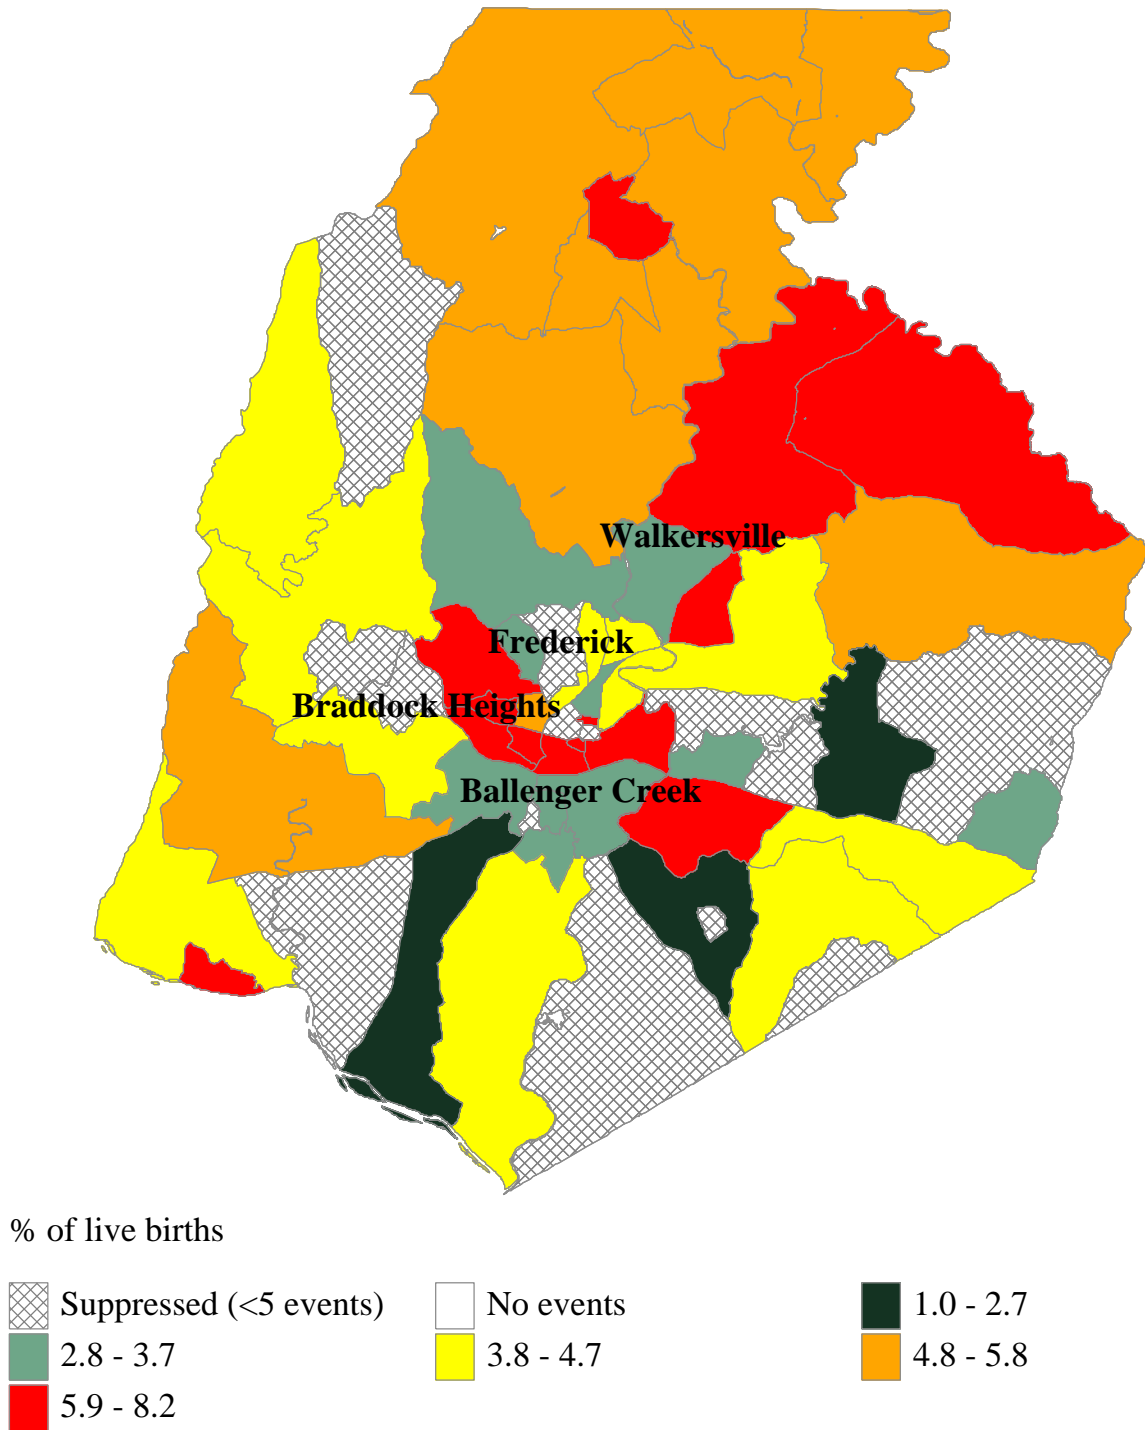 Walkersville
Frederick
Braddock Heights
Ballenger Creek
% of live births
Suppressed (<5 events)
No events
1.0 - 2.7
2.8 - 3.7
3.8 - 4.7
4.8 - 5.8
5.9 - 8.2